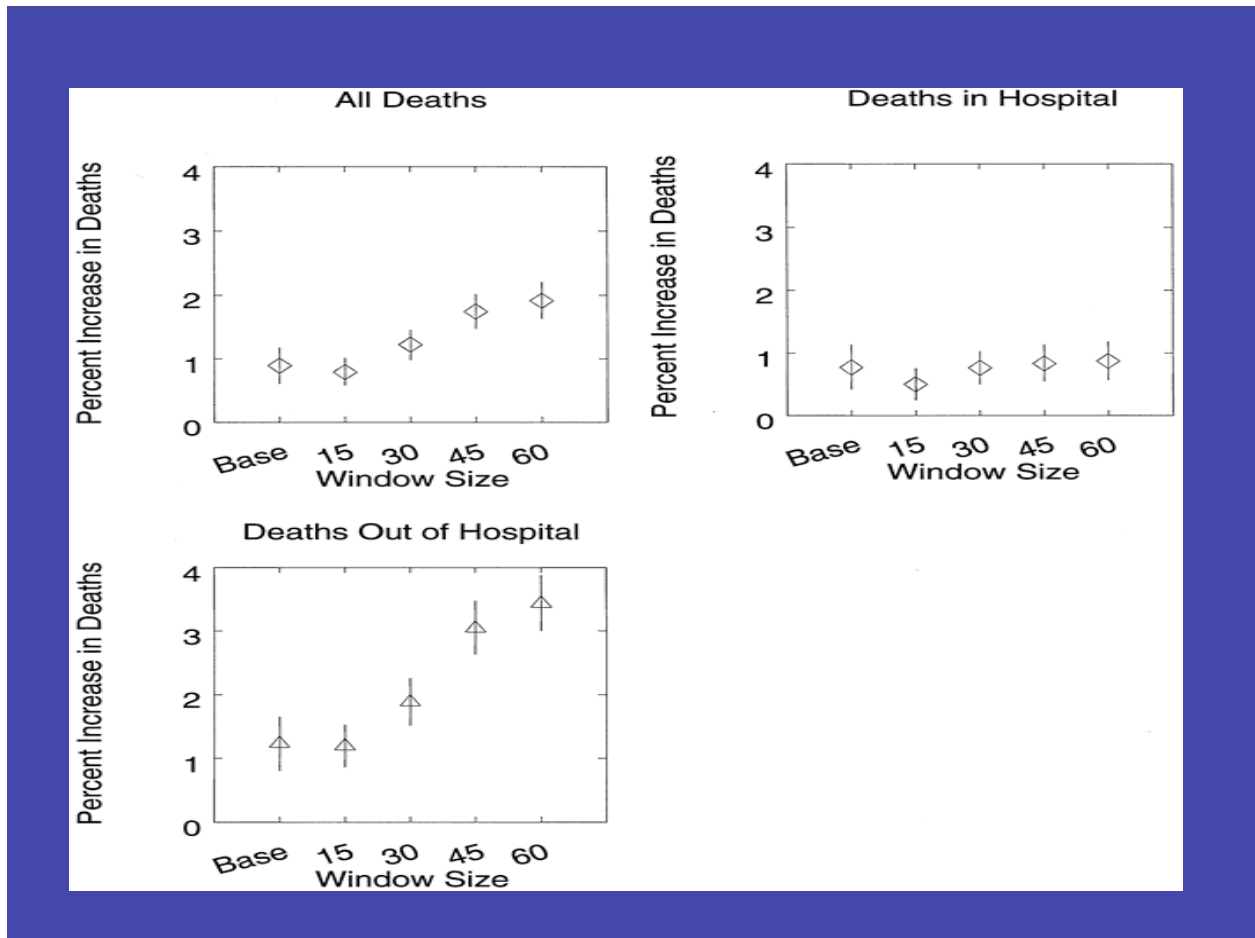 All Deaths
Percent Increase in Deaths
4
3
2
1
0
Base 15 30 45 60
Window Size
Deaths in Hospital
Percent Increase in Deaths
4
3
2
1
0
Base 15 30 45 60
Window Size
Deaths Out of Hospital
Percent Increase in Deaths
4
3
2
1
0
Base 15 30 45 60
Window Size